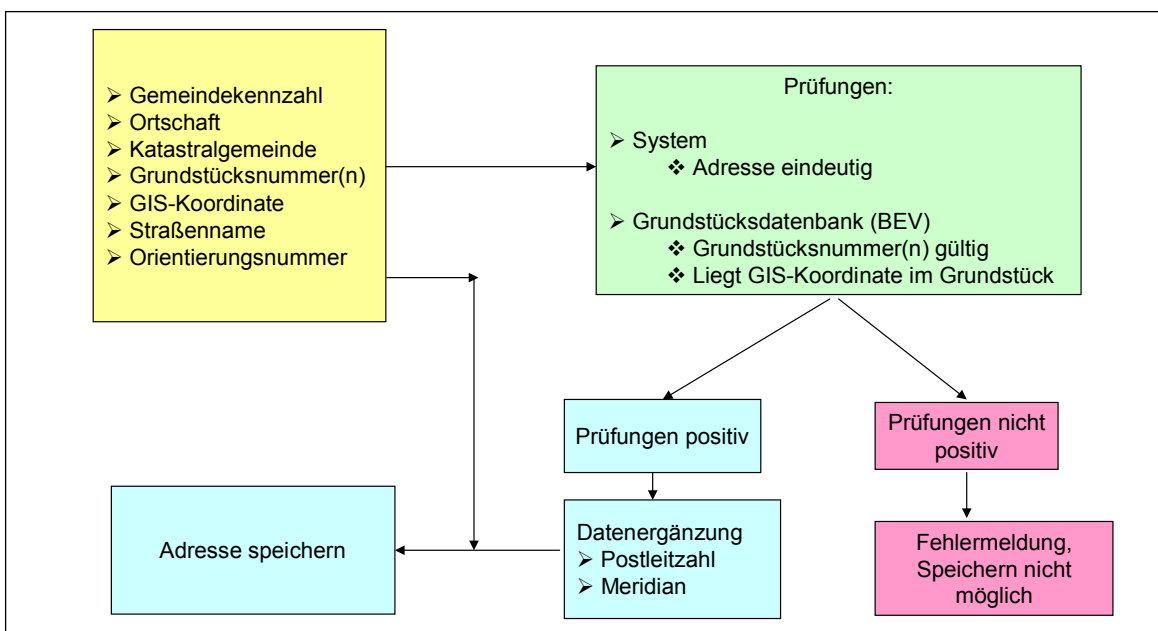 ➢ Gemeindekennzahl
➢ Ortschaft
➢ Katastralgemeinde
➢ Grundstücksnummer(n)
➢ GIS-Koordinate
➢ Straßenname
➢ Orientierungsnummer
Prüfungen:
➢ System
❖ Adresse eindeutig
➢ Grundstücksdatenbank (BEV)
❖ Grundstücksnummer(n) gültig
❖ Liegt GIS-Koordinate im Grundstück
Prüfungen positiv
Prüfungen nicht
positiv
Adresse speichern
Datenergänzung
➢ Postleitzahl
➢ Meridian
Fehlermeldung,
Speichern nicht
möglich